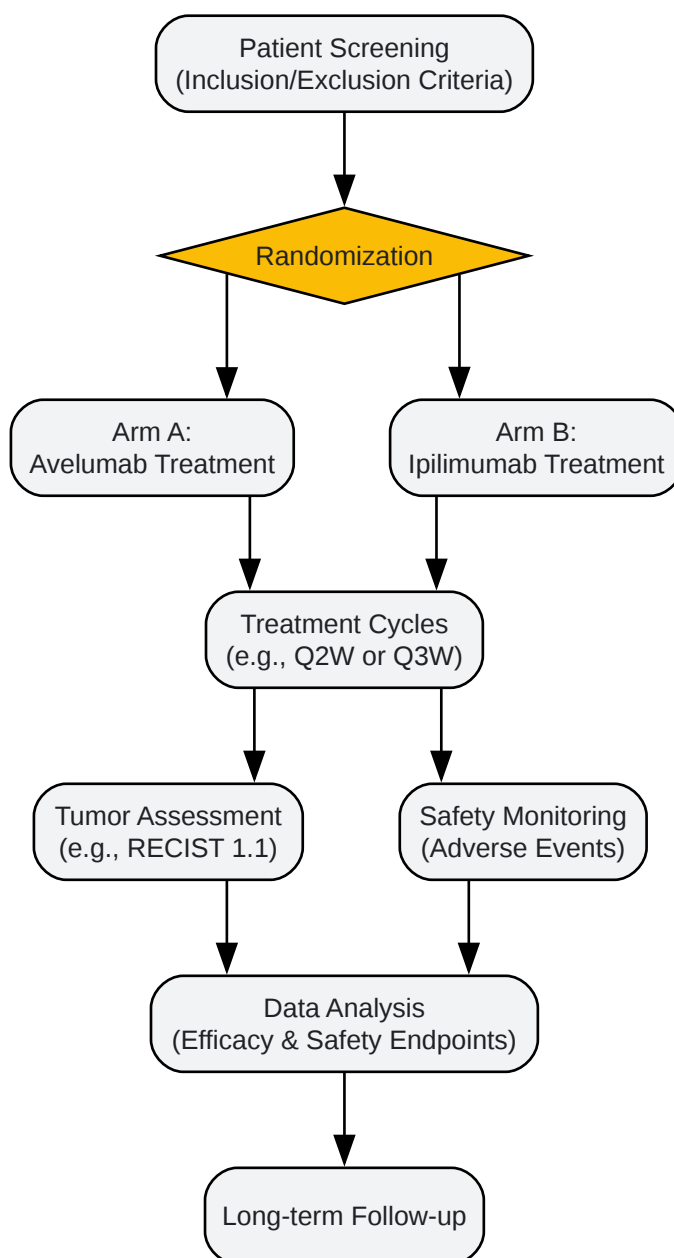 Patient Screening
(Inclusion/Exclusion Criteria)
Randomization
Arm A:
Avelumab Treatment
Arm B:
Ipilimumab Treatment
Treatment Cycles
(e.g., Q2W or Q3W)
Tumor Assessment
(e.g., RECIST 1.1)
Safety Monitoring
(Adverse Events)
Data Analysis
(Efficacy & Safety Endpoints)
Long-term Follow-up